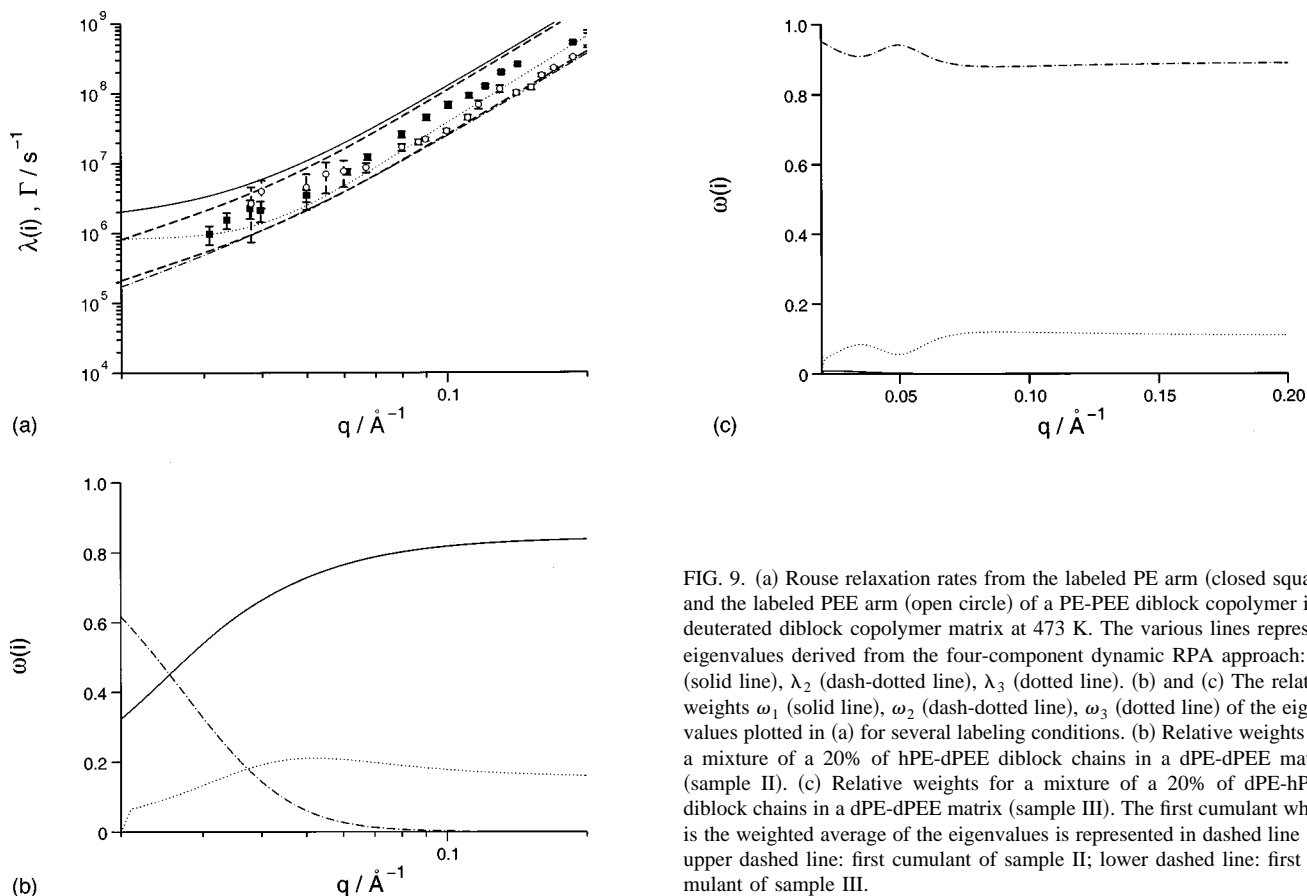 10^9
10^8
10^7
10^6
10^5
10^4
λ(i) , Γ / s^−1
0.1
q / Å^−1
(a)
1.0
0.8
0.6
0.4
0.2
0
ω(i)
0.05
0.10
0.15
0.20
q / Å^−1
(c)
1.0
0.8
0.6
0.4
0.2
0
ω(i)
0.1
q / Å^−1
(b)
FIG. 9. (a) Rouse relaxation rates from the labeled PE arm (closed squa
and the labeled PEE arm (open circle) of a PE-PEE diblock copolymer i
deuterated diblock copolymer matrix at 473 K. The various lines repres
eigenvalues derived from the four-component dynamic RPA approach:
(solid line), λ2 (dash-dotted line), λ3 (dotted line). (b) and (c) The relat
weights ω1 (solid line), ω2 (dash-dotted line), ω3 (dotted line) of the eig
values plotted in (a) for several labeling conditions. (b) Relative weights
a mixture of a 20% of hPE-dPEE diblock chains in a dPE-dPEE mat
(sample II). (c) Relative weights for a mixture of a 20% of dPE-hP
diblock chains in a dPE-dPEE matrix (sample III). The first cumulant wh
is the weighted average of the eigenvalues is represented in dashed line
upper dashed line: first cumulant of sample II; lower dashed line: first
mulant of sample III.